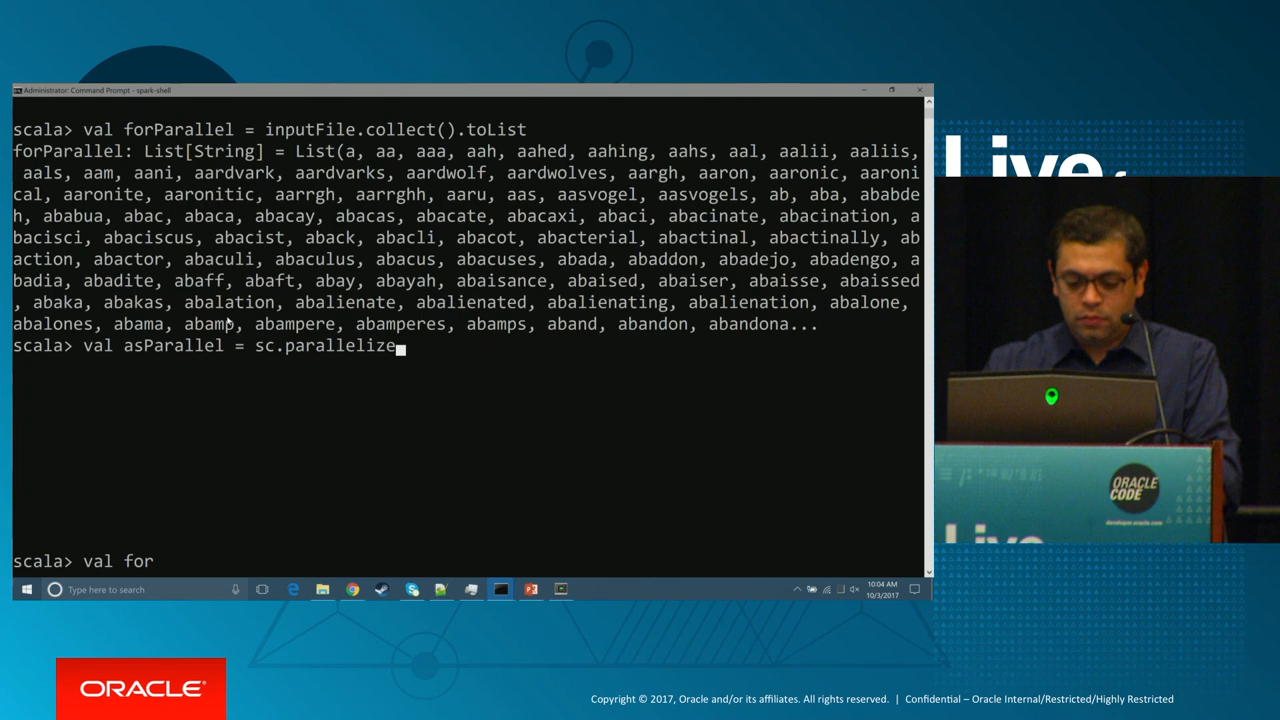 Administrator: Command Prompt - spark-shell
scala> val forParallel = inputFile.collect().toList
forParallel: List[String] = List(a, aa, aaa, aah, aahed, aahing, aahs, aal, aalii, aaliis,
aals, aam, aani, aardvark, aardvarks, aardwolf, aardwolves, aargh, aaron, aaronic, aaroni
cal, aaronite, aaronitic, aarrgh, aarrghh, aaru, aas, aasvogel, aasvogels, ab, aba, ababde
h, ababua, abac, abaca, abacay, abacas, abacate, abacaxi, abaci, abacinate, abacination, a
bacisci, abaciscus, abacist, aback, abacli, abacot, abacterial, abactinal, abactinally, ab
action, abactor, abaculi, abaculus, abacus, abacuses, abada, abaddon, abadejo, abadengo, a
badia, abadite, abaff, abaft, abay, abayah, abaisance, abaised, abaiser, abaisse, abaissed
, abaka, abakas, abalation, abalienate, abalienated, abalienating, abalienation, abalone,
abalones, abama, abamp, abampere, abamperes, abamps, aband, abandon, abandona...
scala> val asParallel = sc.parallelize
scala> val for
Type here to search
10:04 AM
10/3/2017
Live
ORACLE
CODE
developer.oracle.com
Live
ORACLE®
Copyright © 2017, Oracle and/or its affiliates. All rights reserved. | Confidential – Oracle Internal/Restricted/Highly Restricted